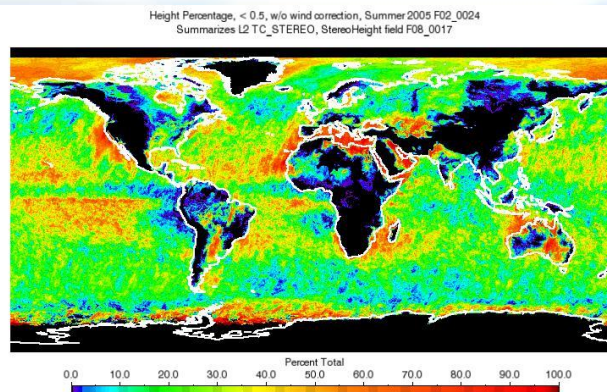 Height Percentage, < 0.5, w/o wind correction, Summer 2005 F02_0024
Summarizes L2 TC_STEREO, StereoHeight field F08_0017
Percent Total
0.0 10.0 20.0 30.0 40.0 50.0 60.0 70.0 80.0 90.0 100.0